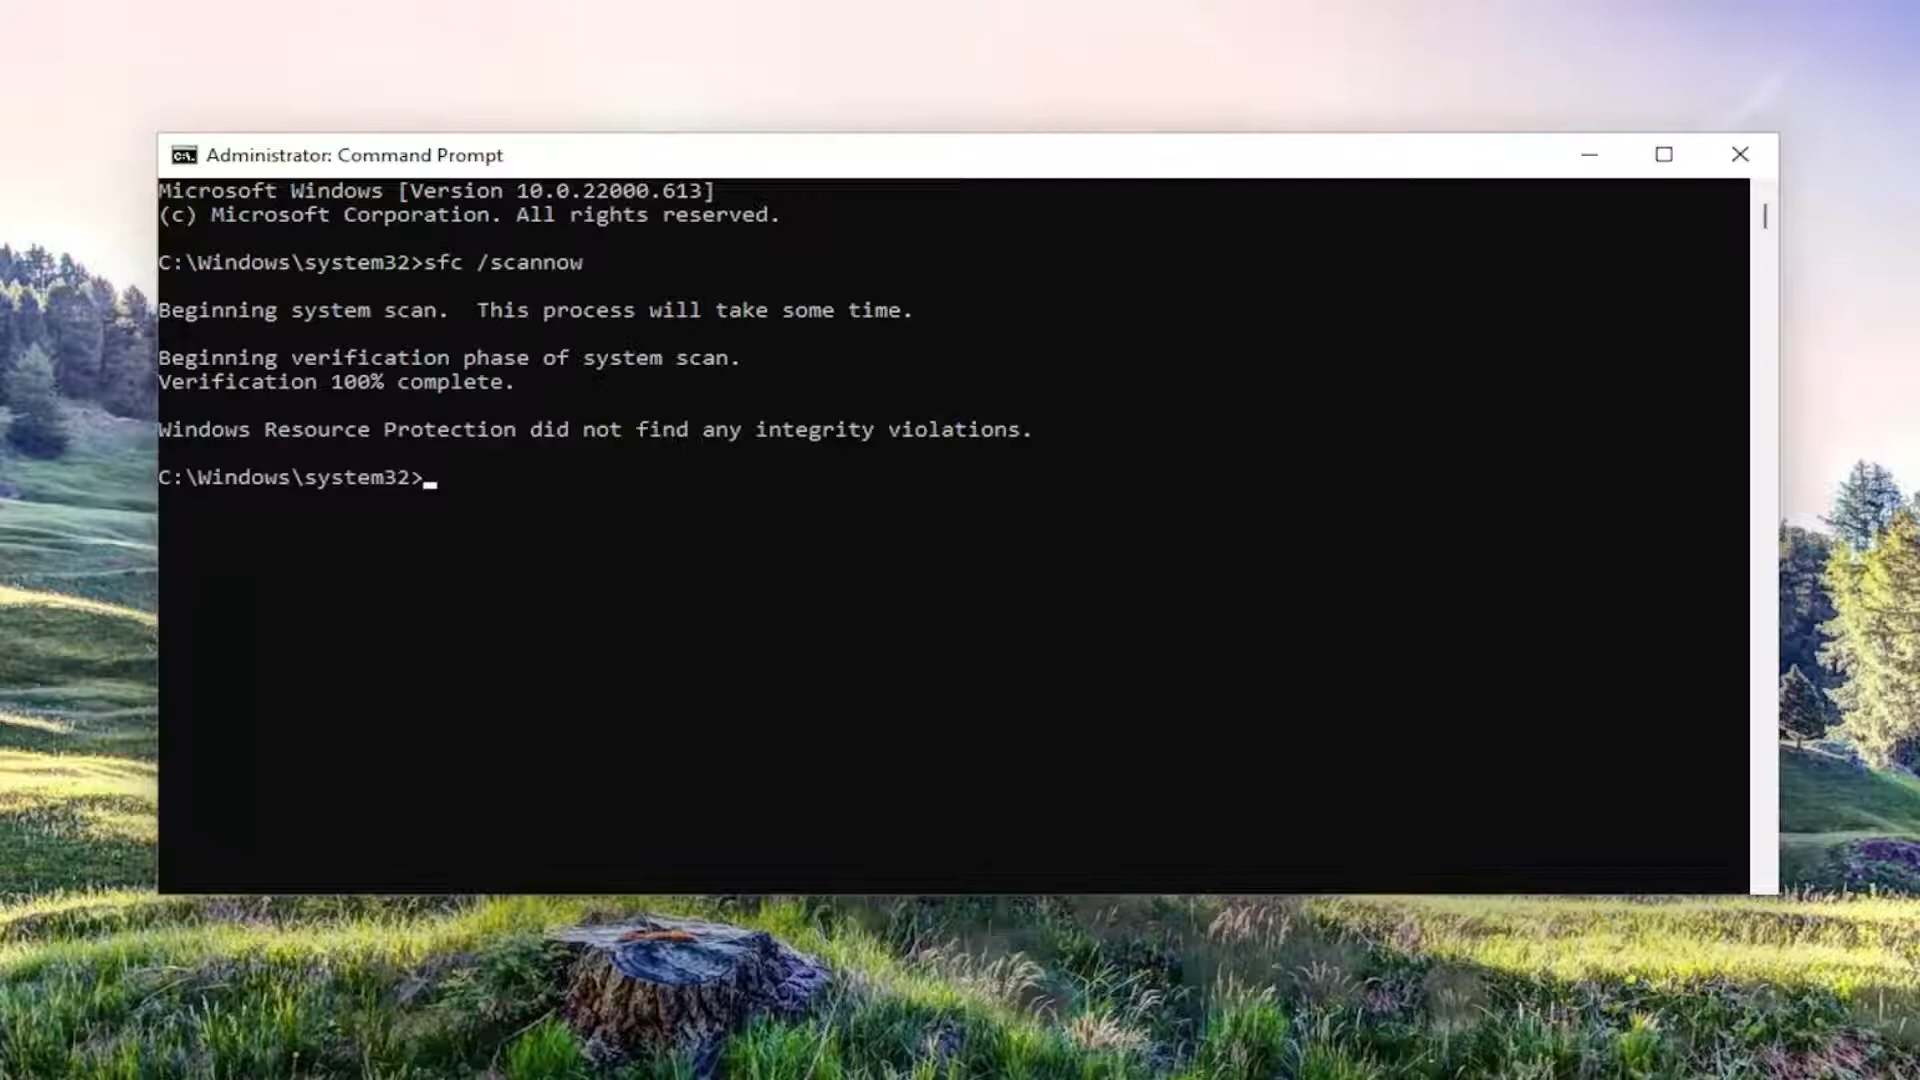 Administrator: Command Prompt
Microsoft Windows [Version 10.0.22000.613]
(c) Microsoft Corporation. All rights reserved.
C:\Windows\system32>sfc /scannow
Beginning system scan.  This process will take some time.
Beginning verification phase of system scan.
Verification 100% complete.
Windows Resource Protection did not find any integrity violations.
C:\Windows\system32>